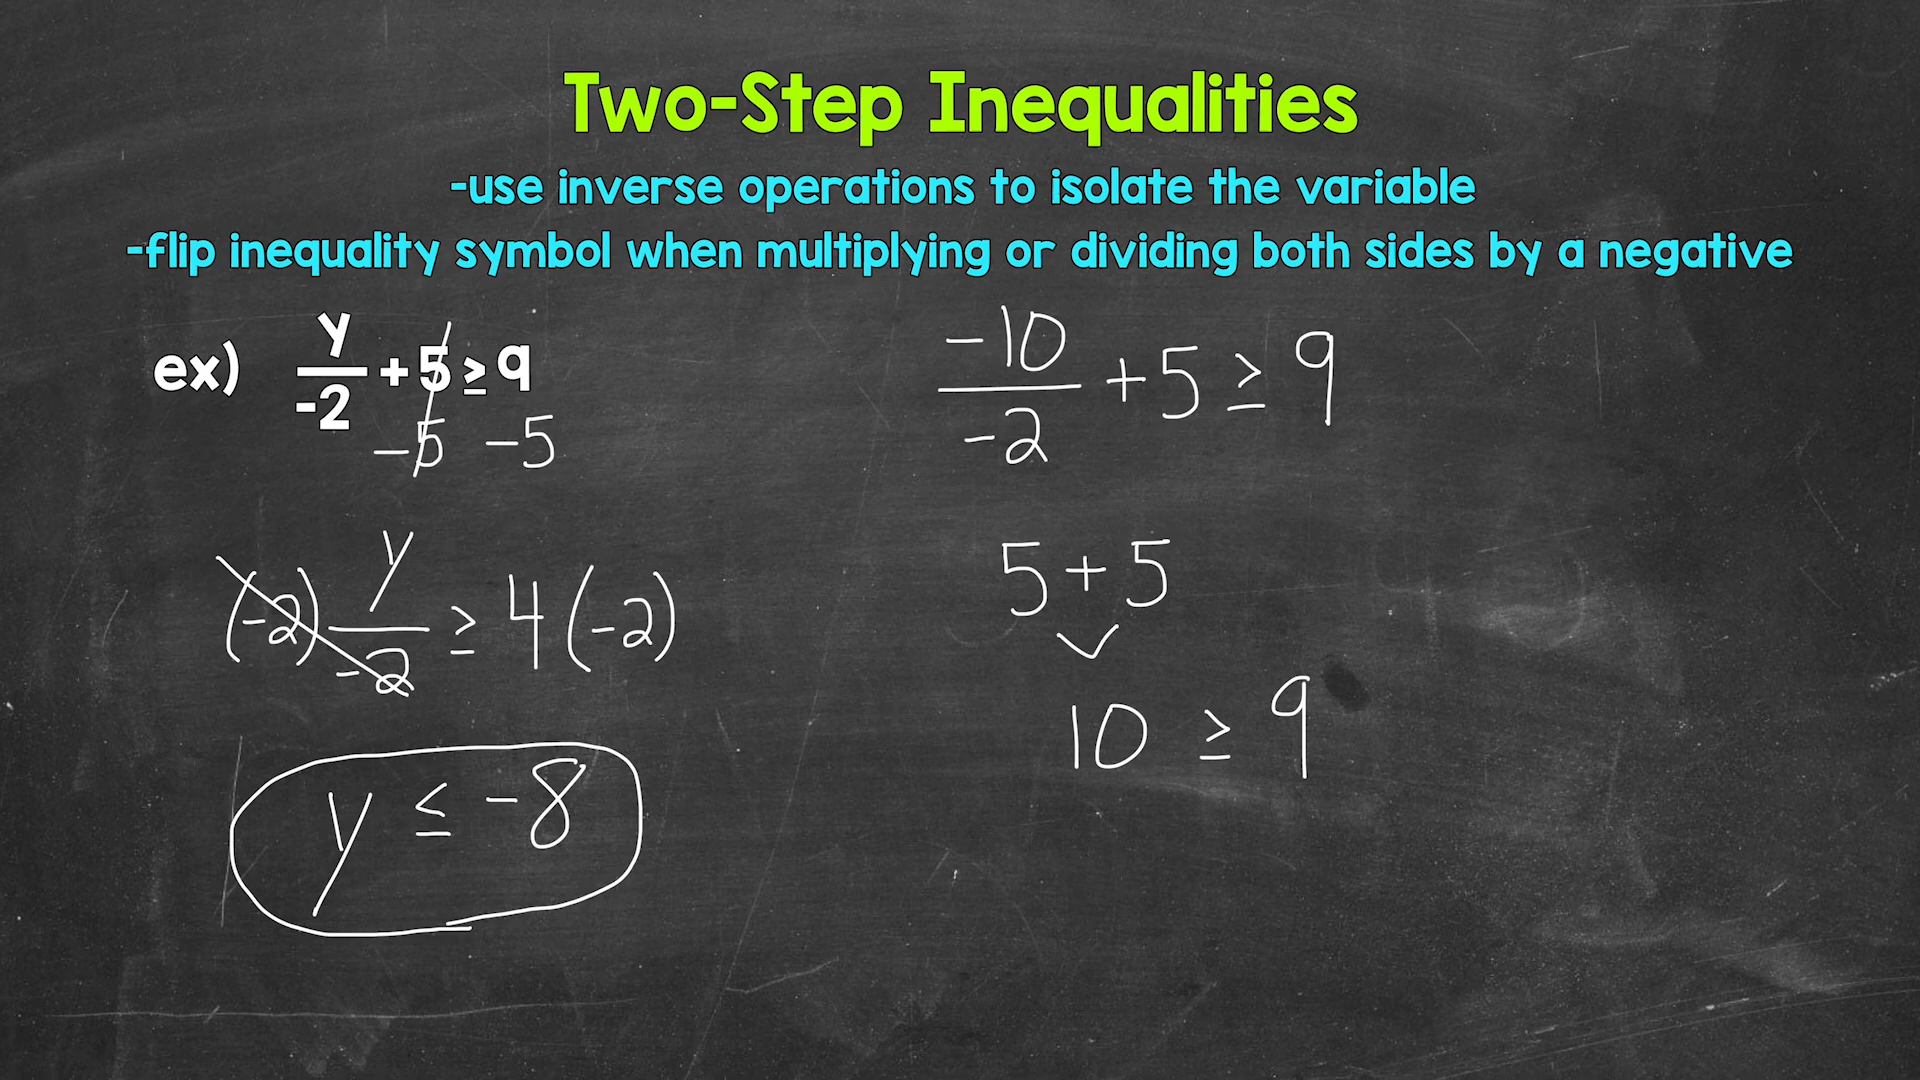 Two-Step Inequalities
-use inverse operations to isolate the variable
-flip inequality symbol when multiplying or dividing both sides by a negative
ex) y/-2 + 5 ≥ 9
-5 -5
(-2) y/-2 ≥ 4 (-2)
y ≤ -8
-10/-2 + 5 ≥ 9
5 + 5
10 ≥ 9